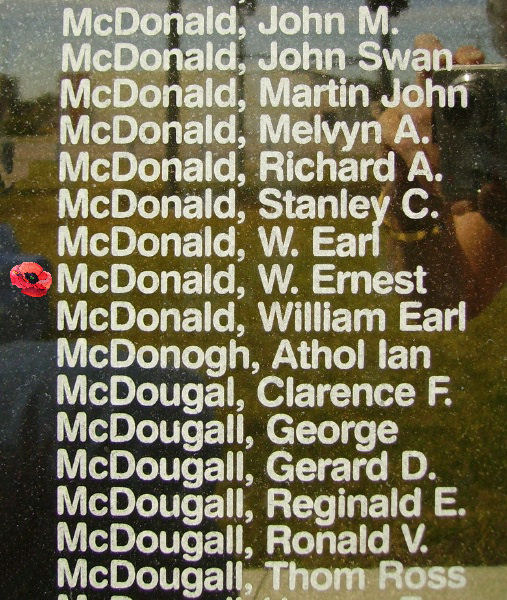 McDonald, John M.
McDonald, John Swan
McDonald, Martin John
McDonald, Melvyn A.
McDonald, Richard A.
McDonald, Stanley C.
McDonald, W. Earl
McDonald, W. Ernest
McDonald, William Earl
McDonogh, Athol Ian
McDougal, Clarence F.
McDougall, George
McDougall, Gerard D.
McDougall, Reginald E.
McDougall, Ronald V.
McDougall, Thom Ross